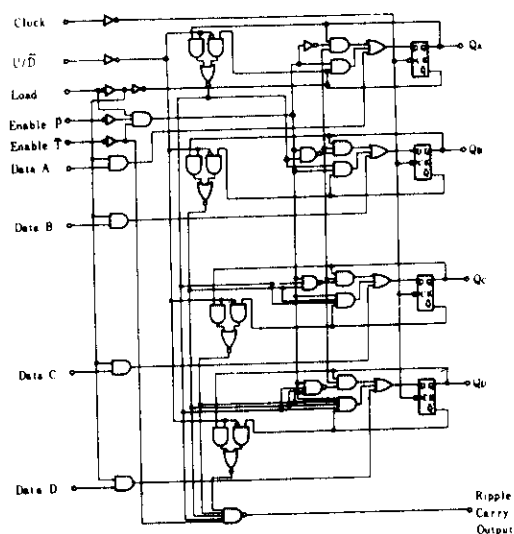 Clock
U/D̅
Load
Enable P̅
Enable T̅
Data A
Data B
Data C
Data D
QA
QB
QC
QD
Ripple
Carry
Output